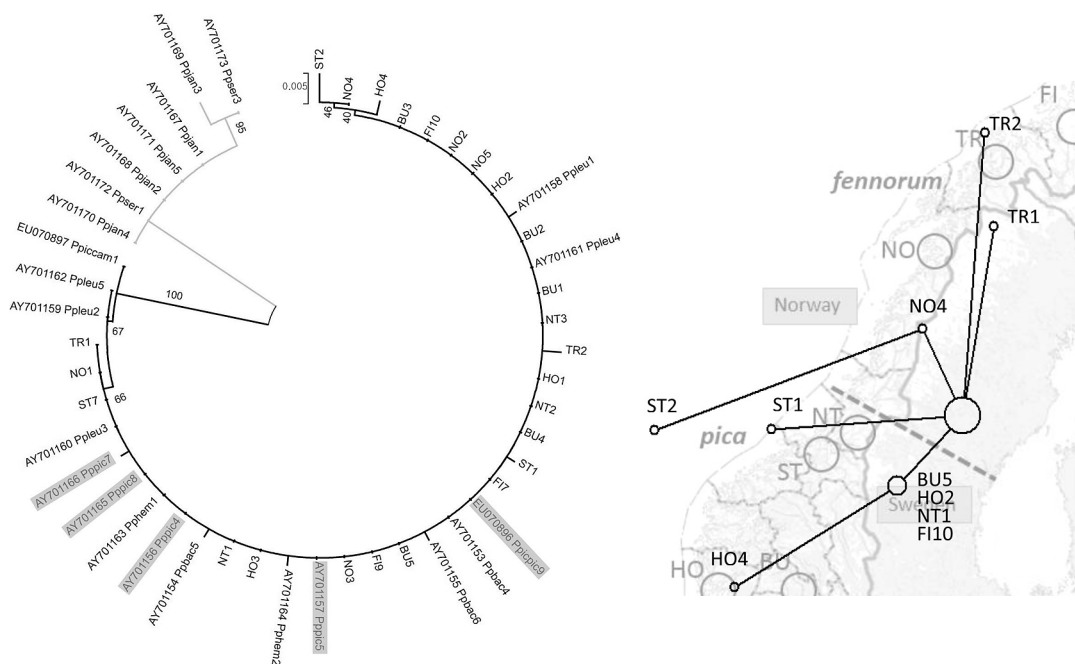 ST2
NO4
HO4
BU3
FI10
NO2
NO5
HO2
AY701158 Ppleu1
BU2
AY701161 Ppleu4
BU1
NT3
TR2
HO1
NT2
BU4
ST1
FI7
EU070896 Ppicpic9
AY701153 Ppbac4
AY701155 Ppbac6
BU5
FI9
NO3
AY701157 Pppic5
AY701164 Pphem2
HO3
NT1
AY701154 Ppbac5
AY701156 Pppic4
AY701163 Pphem1
AY701165 Pppic8
AY701166 Pppic7
AY701160 Ppleu3
ST7
NO1
TR1
AY701159 Ppleu2
AY701162 Ppleu5
EU070897 Ppiccam1
AY701170 Ppjan4
AY701172 Ppser1
AY701168 Ppjan2
AY701171 Ppjan5
AY701167 Ppjan1
AY701169 Ppjan3
AY701173 Ppser3
0.005
46
40
95
100
67
66
FI
TR2
TR
fennorum
TR1
NO
Norway
NO4
ST2
ST1
NT
pica
ST
BU5
HO2
Sweden
NT1
FI10
HO4
HO
BU